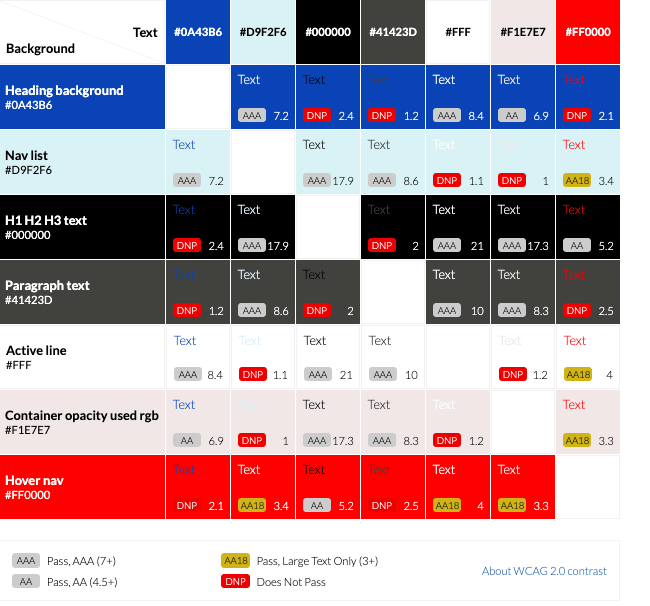 Text #0A43B6 #D9F2F6 #000000 #41423D #FFF #F1E7E7 #FF0000
Background
Text Text Text Text Text Text
Heading background
#0A43B6
AAA 7.2 DNP 2.4 DNP 1.2 AAA 8.4 AA 6.9 DNP 2.1
Text Text Text Text Text
Nav list
#D9F2F6
AAA 7.2 AAA 17.9 AAA 8.6 DNP 1.1 DNP 1 AA18 3.4
Text Text Text Text Text Text
H1 H2 H3 text
#000000
DNP 2.4 AAA 17.9 DNP 2 AAA 21 AAA 17.3 AA 5.2
Text Text Text Text Text Text
Paragraph text
#41423D
DNP 1.2 AAA 8.6 DNP 2 AAA 10 AAA 8.3 DNP 2.5
Text Text Text Text Text Text
Active line
#FFF
AAA 8.4 DNP 1.1 AAA 21 AAA 10 DNP 1.2 AA18 4
Text Text Text Text Text
Container opacity used rgb
#F1E7E7
AA 6.9 DNP 1 AAA 17.3 AAA 8.3 DNP 1.2 AA18 3.3
Text Text Text Text Text Text
Hover nav
#FF0000
DNP 2.1 AA18 3.4 AA 5.2 DNP 2.5 AA18 4 AA18 3.3
AAA Pass, AAA (7+) AA18 Pass, Large Text Only (3+)
About WCAG 2.0 contrast
AA Pass, AA (4.5+) DNP Does Not Pass